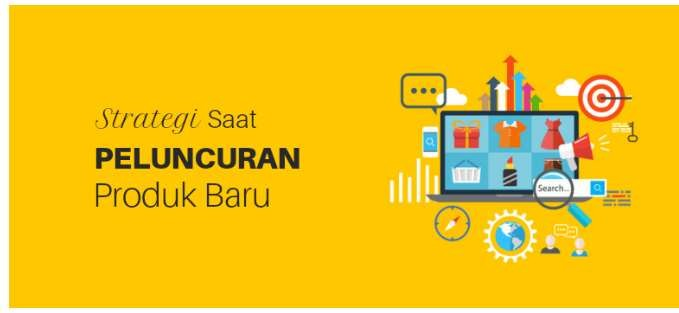 Strategi Saat
PELUNCURAN
Produk Baru
Search...